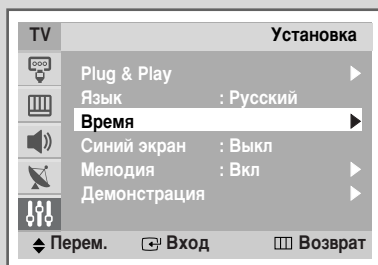 TV Установка
Plug & Play
Язык : Русский
Время
Синий экран : Выкл
Мелодия : Вкл
Демонстрация
Перем. Вход Возврат